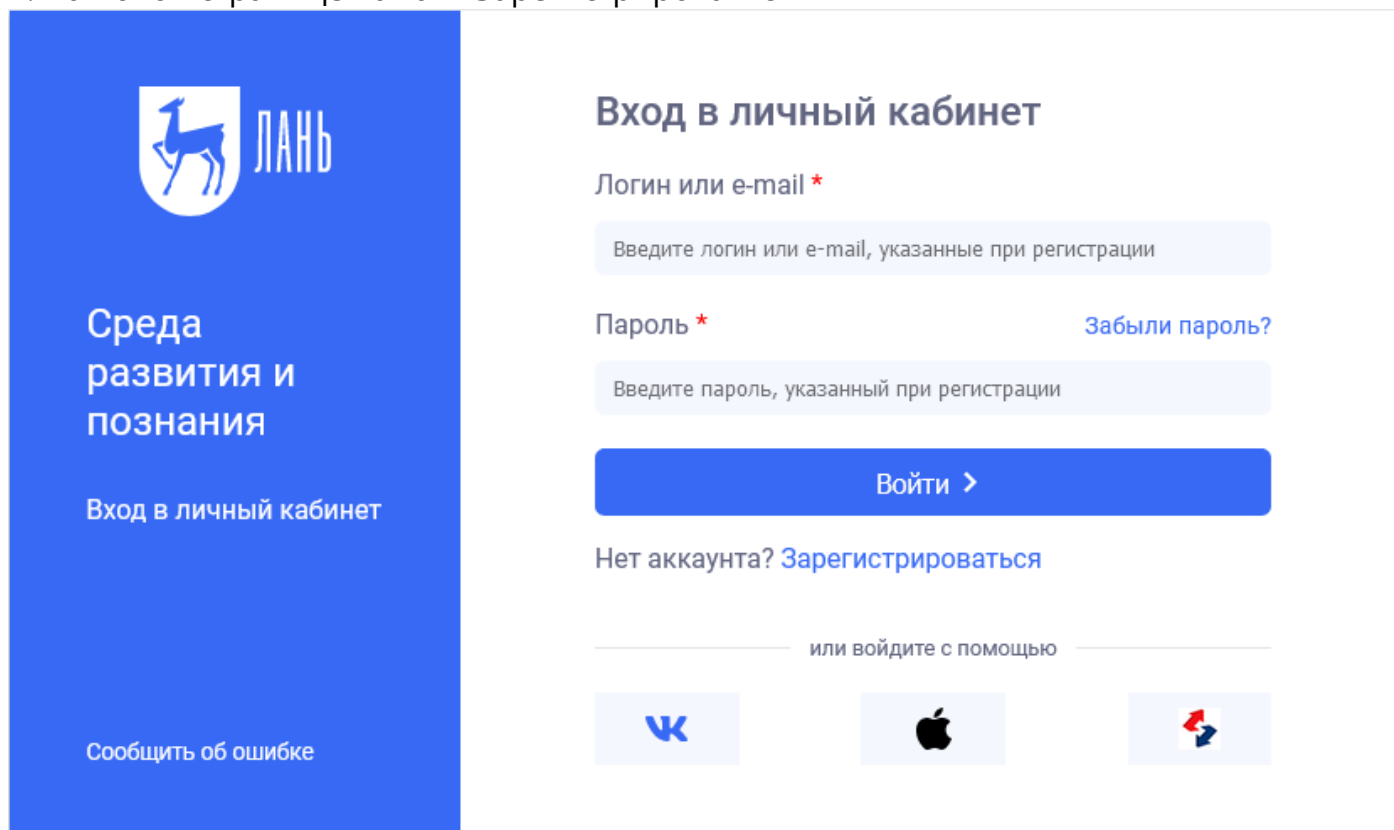 ЛАНЬ
Среда
развития и
познания
Вход в личный кабинет
Сообщить об ошибке
Вход в личный кабинет
Логин или e-mail *
Введите логин или e-mail, указанные при регистрации
Пароль *
Забыли пароль?
Введите пароль, указанный при регистрации
Войти
Нет аккаунта? Зарегистрироваться
или войдите с помощью